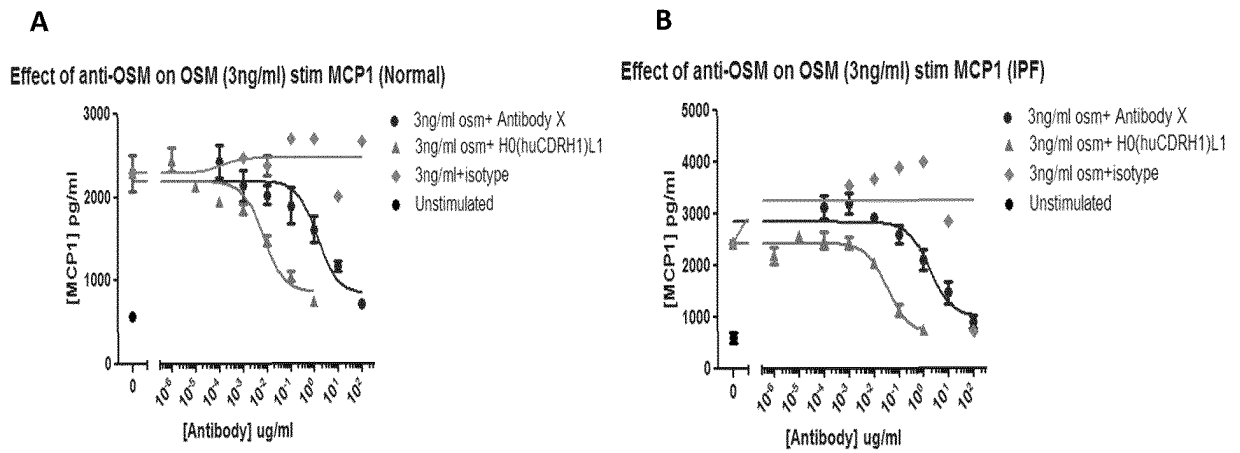 A
Effect of anti-OSM on OSM (3ng/ml) stim MCP1 (Normal)
[MCP1] pg/ml
3000
2000
1000
0
0
10-6
10-5
10-4
10-3
10-2
10-1
100
101
102
[Antibody] ug/ml
3ng/ml osm+ Antibody X
3ng/ml osm+ H0(huCDRH1)L1
3ng/ml+isotype
Unstimulated
B
Effect of anti-OSM on OSM (3ng/ml) stim MCP1 (IPF)
[MCP1] pg/ml
5000
4000
3000
2000
1000
0
0
10-6
10-5
10-4
10-3
10-2
10-1
100
101
102
[Antibody] ug/ml
3ng/ml osm+ Antibody X
3ng/ml osm+ H0(huCDRH1)L1
3ng/ml osm+isotype
Unstimulated